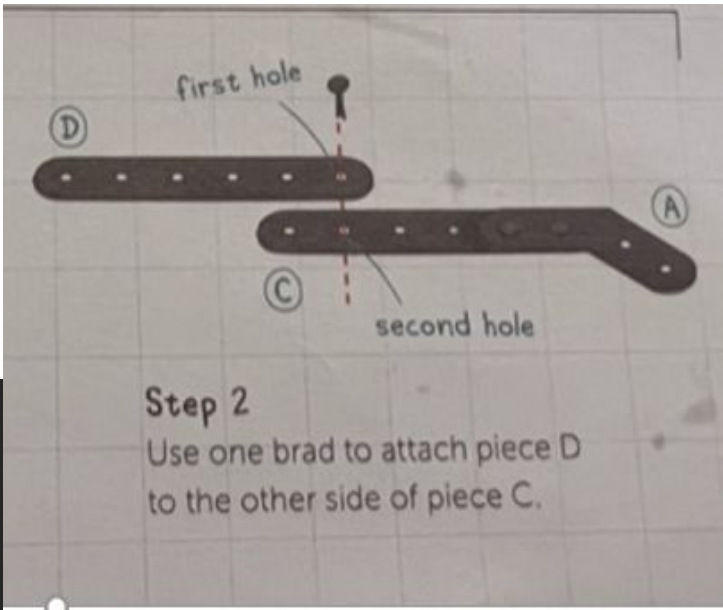 first hole
D
A
C
second hole
Step 2
Use one brad to attach piece D
to the other side of piece C.